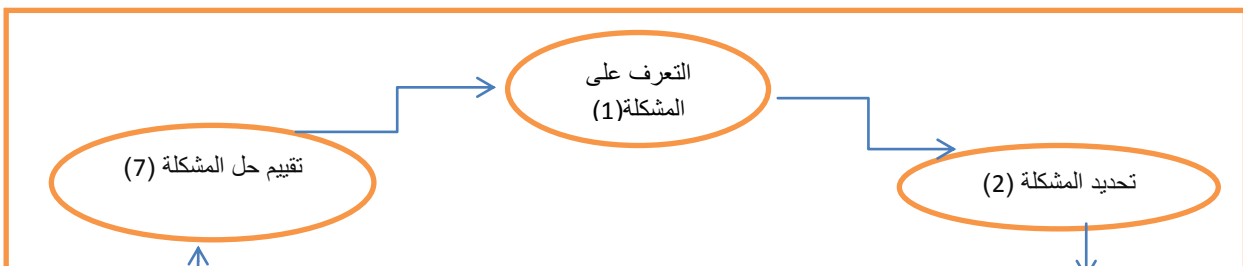 التعرف على
المشكلة(1)
تحديد المشكلة (2)
تقييم حل المشكلة (7)